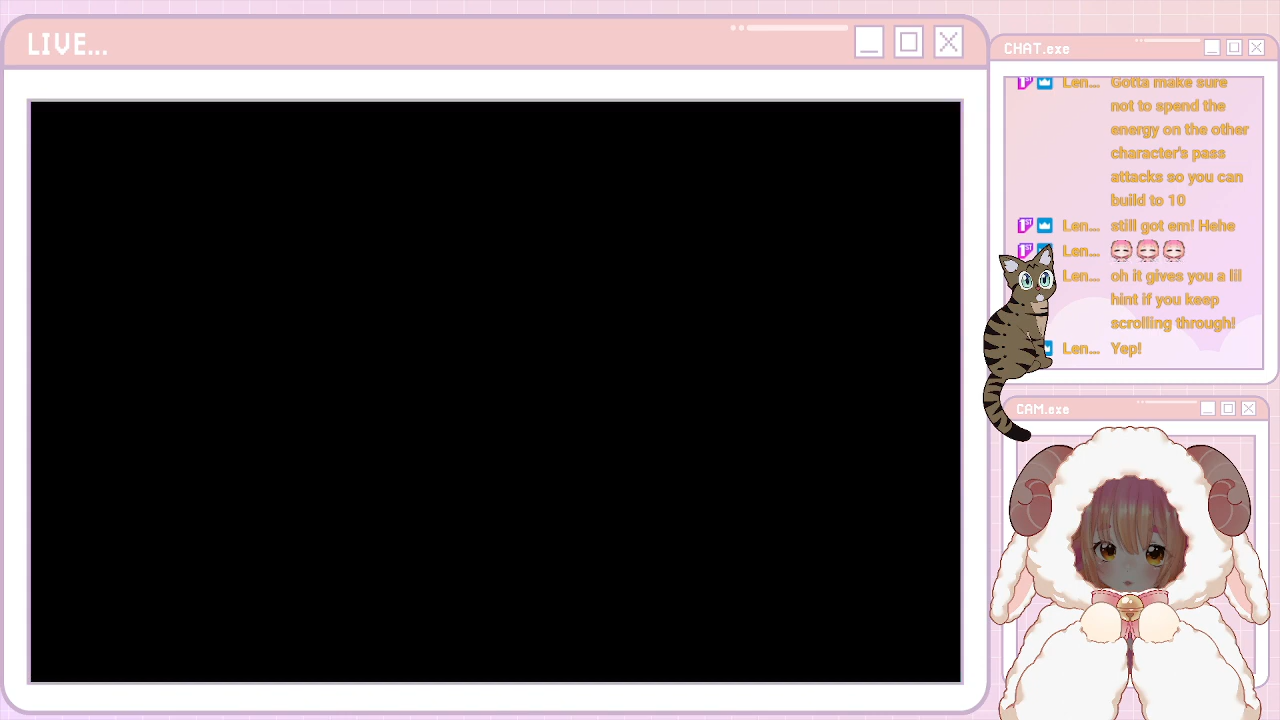 LIVE...
CHAT.exe
Len... Gotta make sure
not to spend the
energy on the other
character's pass
attacks so you can
build to 10
Len... still got em! Hehe
Len...
Len... oh it gives you a lil
hint if you keep
scrolling through!
Len... Yep!
CAM.exe